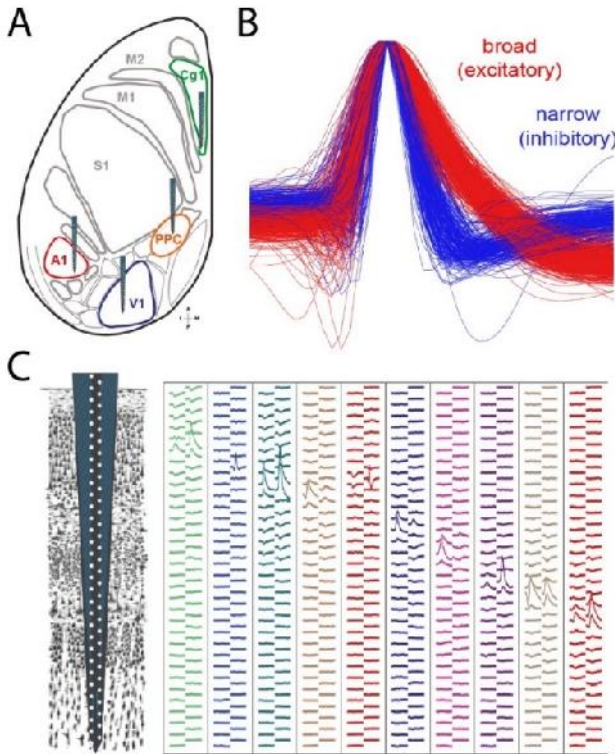 A
M2
Cg1
M1
S1
PPC
A1
V1
B
broad
(excitatory)
narrow
(inhibitory)
C